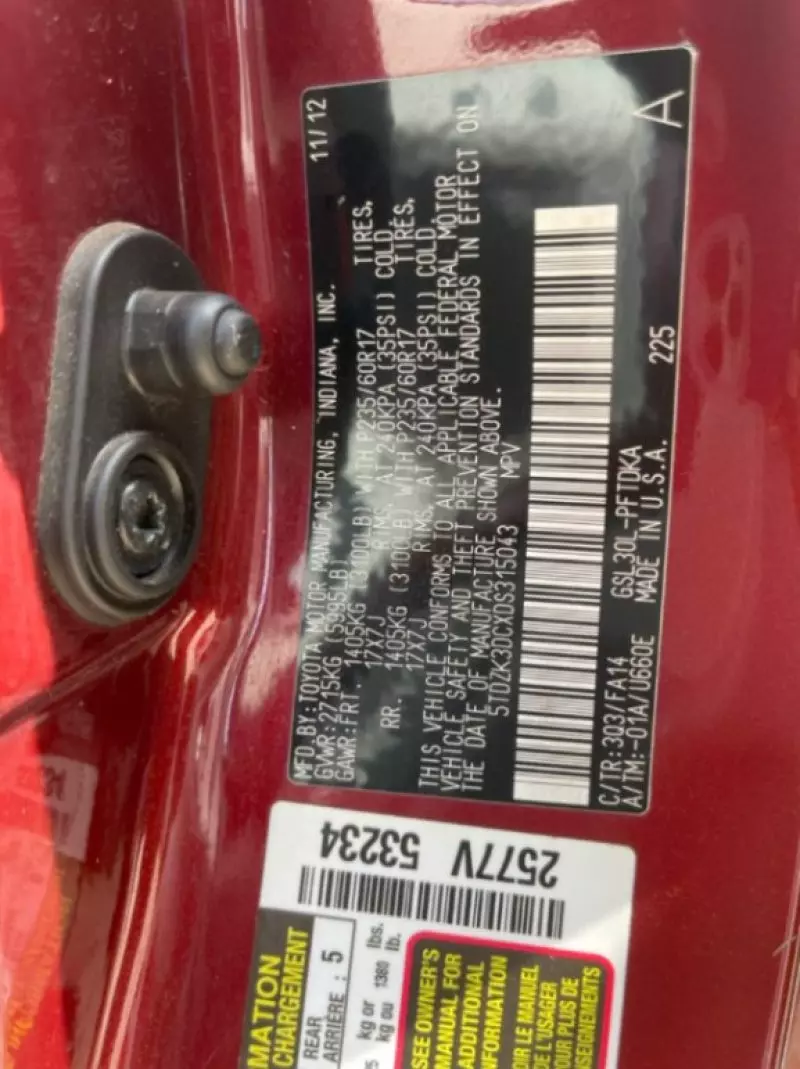 MFD.BY:TOYOTA MOTOR MANUFACTURING, INDIANA, INC. 11/12
GVWR:2715KG (5995LB)
GAWR:FRT. 1405KG (3100LB) WITH P235/60R17 TIRES,
17X7J RIMS, AT 240KPA (35PSI) COLD.
RR. 1405KG (3100LB) WITH P235/60R17 TIRES,
17X7J RIMS, AT 240KPA (35PSI) COLD.
THIS VEHICLE CONFORMS TO ALL APPLICABLE FEDERAL MOTOR
VEHICLE SAFETY AND THEFT PREVENTION STANDARDS IN EFFECT ON
THE DATE OF MANUFACTURE SHOWN ABOVE.
5TDZK3DCXDS315043 MPV
C/TR:3Q3/FA14 GSL30L-PFTDKA 225
A/TM:-01A/U660E MADE IN U.S.A. A
2577V 53234
MATION
CHARGEMENT
REAR
ARRIÈRE : 5
kg or 1380 lbs.
kg ou lb.
SEE OWNER'S
MANUAL FOR
ADDITIONAL
INFORMATION
VOIR LE MANUEL
DE L'USAGER
POUR PLUS DE
RENSEIGNEMENTS